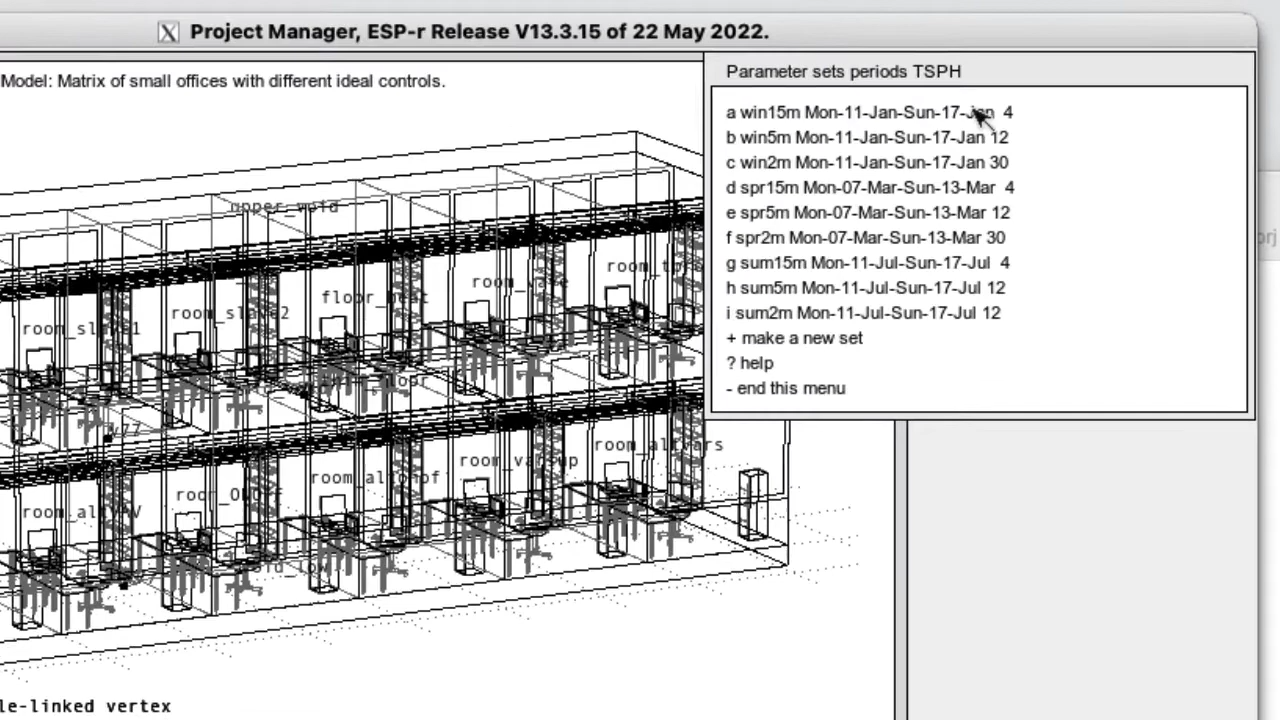 Project Manager, ESP-r Release V13.3.15 of 22 May 2022.
Model: Matrix of small offices with different ideal controls.
Parameter sets periods TSPH
a win15m Mon-11-Jan-Sun-17-Jan 4
b win5m Mon-11-Jan-Sun-17-Jan 12
c win2m Mon-11-Jan-Sun-17-Jan 30
d spr15m Mon-07-Mar-Sun-13-Mar 4
e spr5m Mon-07-Mar-Sun-13-Mar 12
f spr2m Mon-07-Mar-Sun-13-Mar 30
g sum15m Mon-11-Jul-Sun-17-Jul 4
h sum5m Mon-11-Jul-Sun-17-Jul 12
i sum2m Mon-11-Jul-Sun-17-Jul 12
+ make a new set
? help
- end this menu
upper_void
room_slave1
room_slave2
floor_heat
le-linked vertex